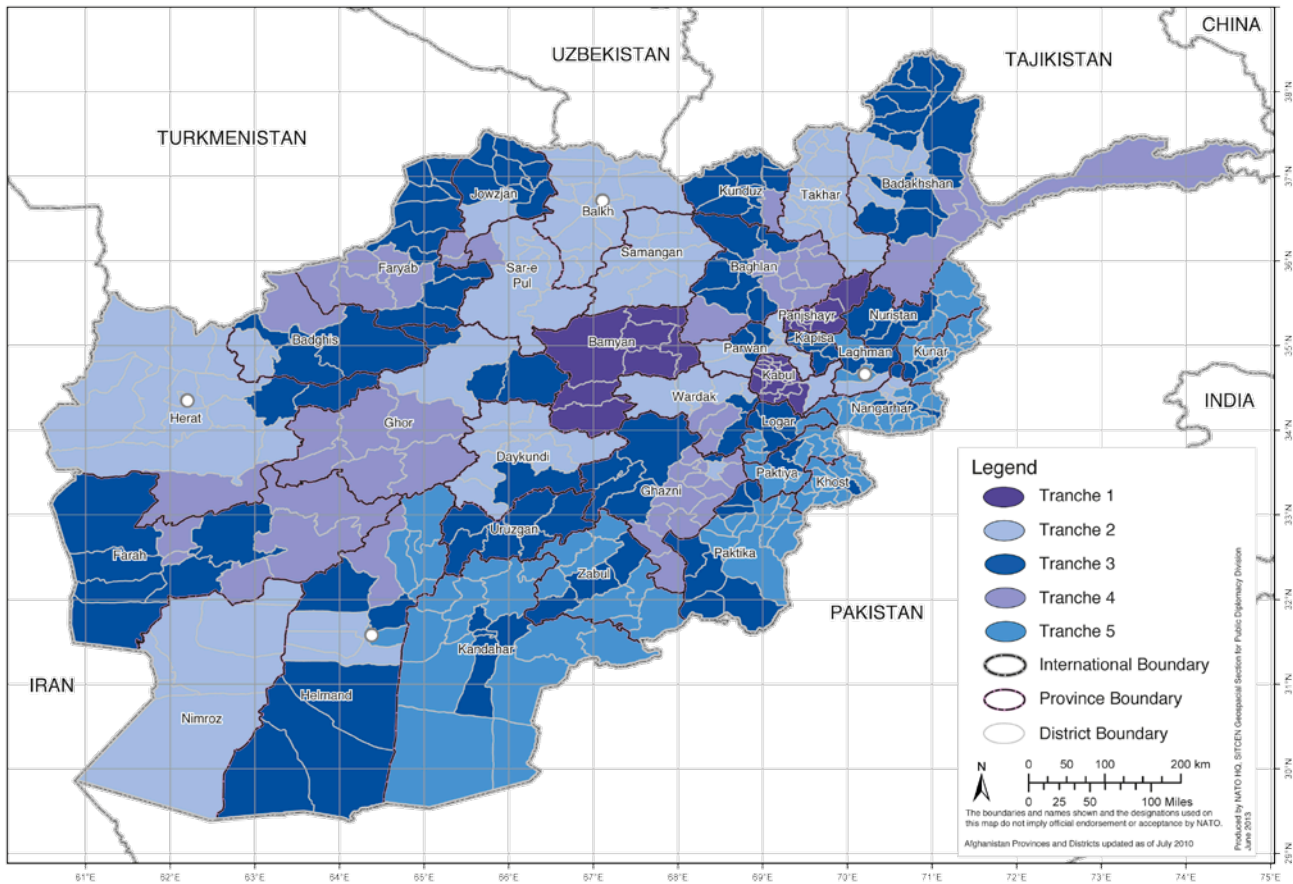 CHINA
UZBEKISTAN
TAJIKISTAN
TURKMENISTAN
38°N
37°N
36°N
35°N
34°N
33°N
32°N
31°N
30°N
29°N
Jowzjan
Balkh
Kunduz
Takhar
Badakhshan
Faryab
Sar-e
Pul
Samangan
Baghlan
Badghis
Bamyan
Panjshayr
Kapisa
Nuristan
Parwan
Laghman
Kunar
Kabul
Herat
Ghor
Wardak
Nangarhar
INDIA
Logar
Daykundi
Ghazni
Paktiya
Khost
Uruzgan
Farah
Zabul
Paktika
PAKISTAN
Kandahar
IRAN
Helmand
Nimroz
Legend
Tranche 1
Tranche 2
Tranche 3
Tranche 4
Tranche 5
International Boundary
Province Boundary
District Boundary
N
0 50 100 200 km
0 25 50 100 Miles
The boundaries and names shown and the designations used on
this map do not imply official endorsement or acceptance by NATO.
Afghanistan Provinces and Districts updated as of July 2010
Produced by NATO HQ, SITCEN Geospacial Section for Public Diplomacy Division
June 2013
61°E 62°E 63°E 64°E 65°E 66°E 67°E 68°E 69°E 70°E 71°E 72°E 73°E 74°E 75°E